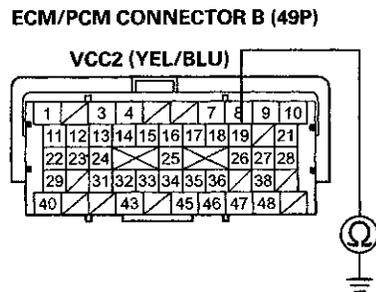 ECM/PCM CONNECTOR B (49P)
VCC2 (YEL/BLU)
1 3 4 7 8 9 10
11 12 13 14 15 16 17 18 19 21
22 23 24 25 26 27 28
29 31 32 33 34 35 36 38
40 43 45 46 47 48
Ω